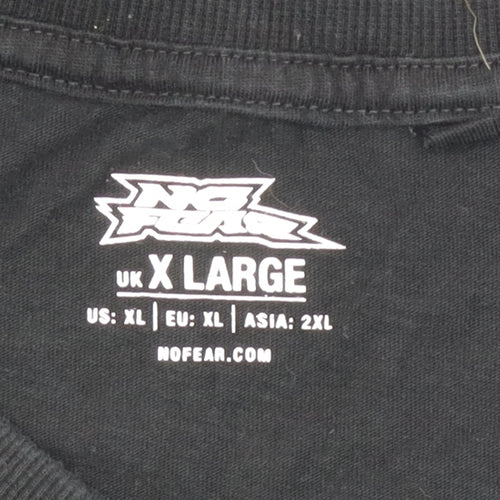 NO
FEAR
UK X LARGE
US: XL | EU: XL | ASIA: 2XL
NOFEAR.COM